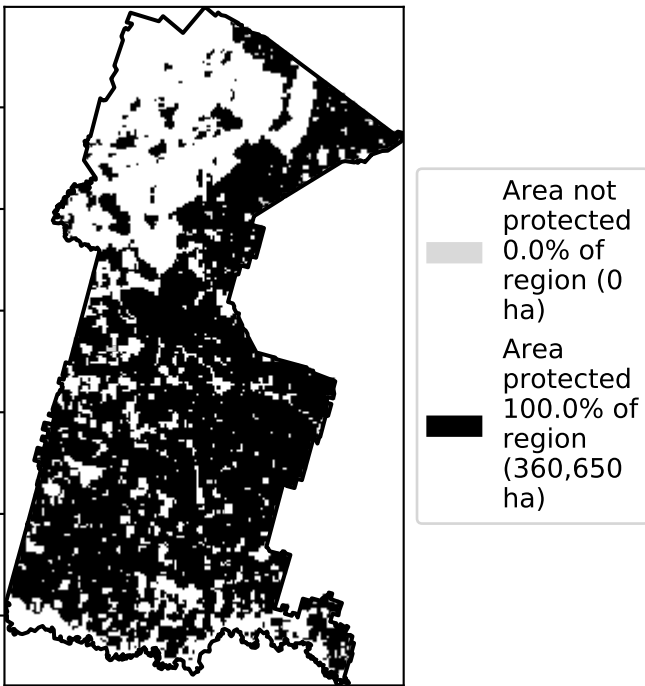 Area not
protected
0.0% of
region (0
ha)
Area
protected
100.0% of
region
(360,650
ha)